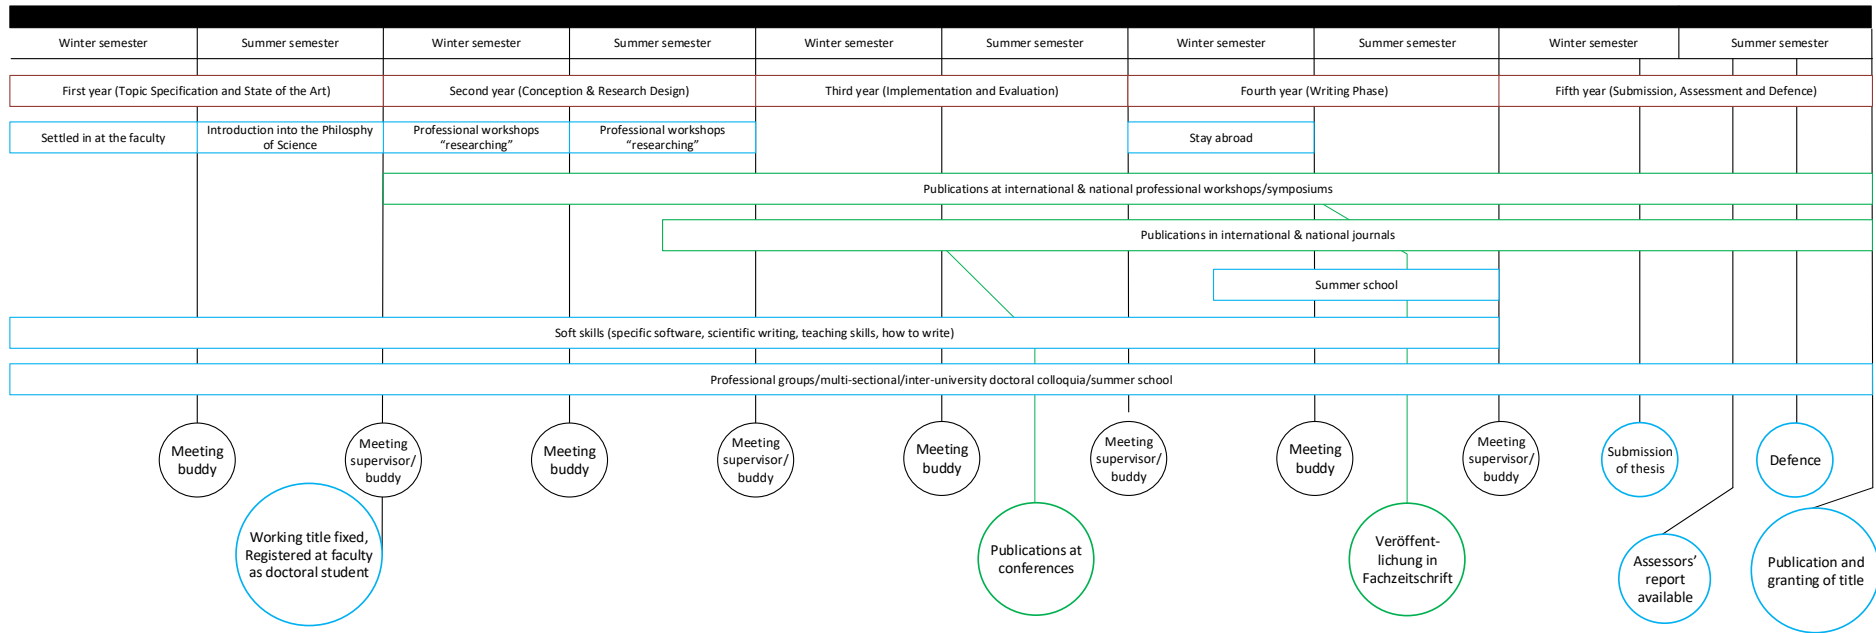 Winter semester
Summer semester
Winter semester
Summer semester
Winter semester
Summer semester
Winter semester
Summer semester
Winter semester
Summer semester
First year (Topic Specification and State of the Art)
Second year (Conception & Research Design)
Third year (Implementation and Evaluation)
Fourth year (Writing Phase)
Fifth year (Submission, Assessment and Defence)
Settled in at the faculty
Introduction into the Philosphy
of Science
Professional workshops
“researching”
Professional workshops
“researching”
Stay abroad
Publications at international & national professional workshops/symposiums
Publications in international & national journals
Summer school
Soft skills (specific software, scientific writing, teaching skills, how to write)
Professional groups/multi-sectional/inter-university doctoral colloquia/summer school
Meeting
buddy
Meeting
supervisor/
buddy
Meeting
buddy
Meeting
supervisor/
buddy
Meeting
buddy
Meeting
supervisor/
buddy
Meeting
buddy
Meeting
supervisor/
buddy
Submission
of thesis
Defence
Working title fixed,
Registered at faculty
as doctoral student
Publications at
conferences
Veröffent-
lichung in
Fachzeitschrift
Assessors’
report
available
Publication and
granting of title